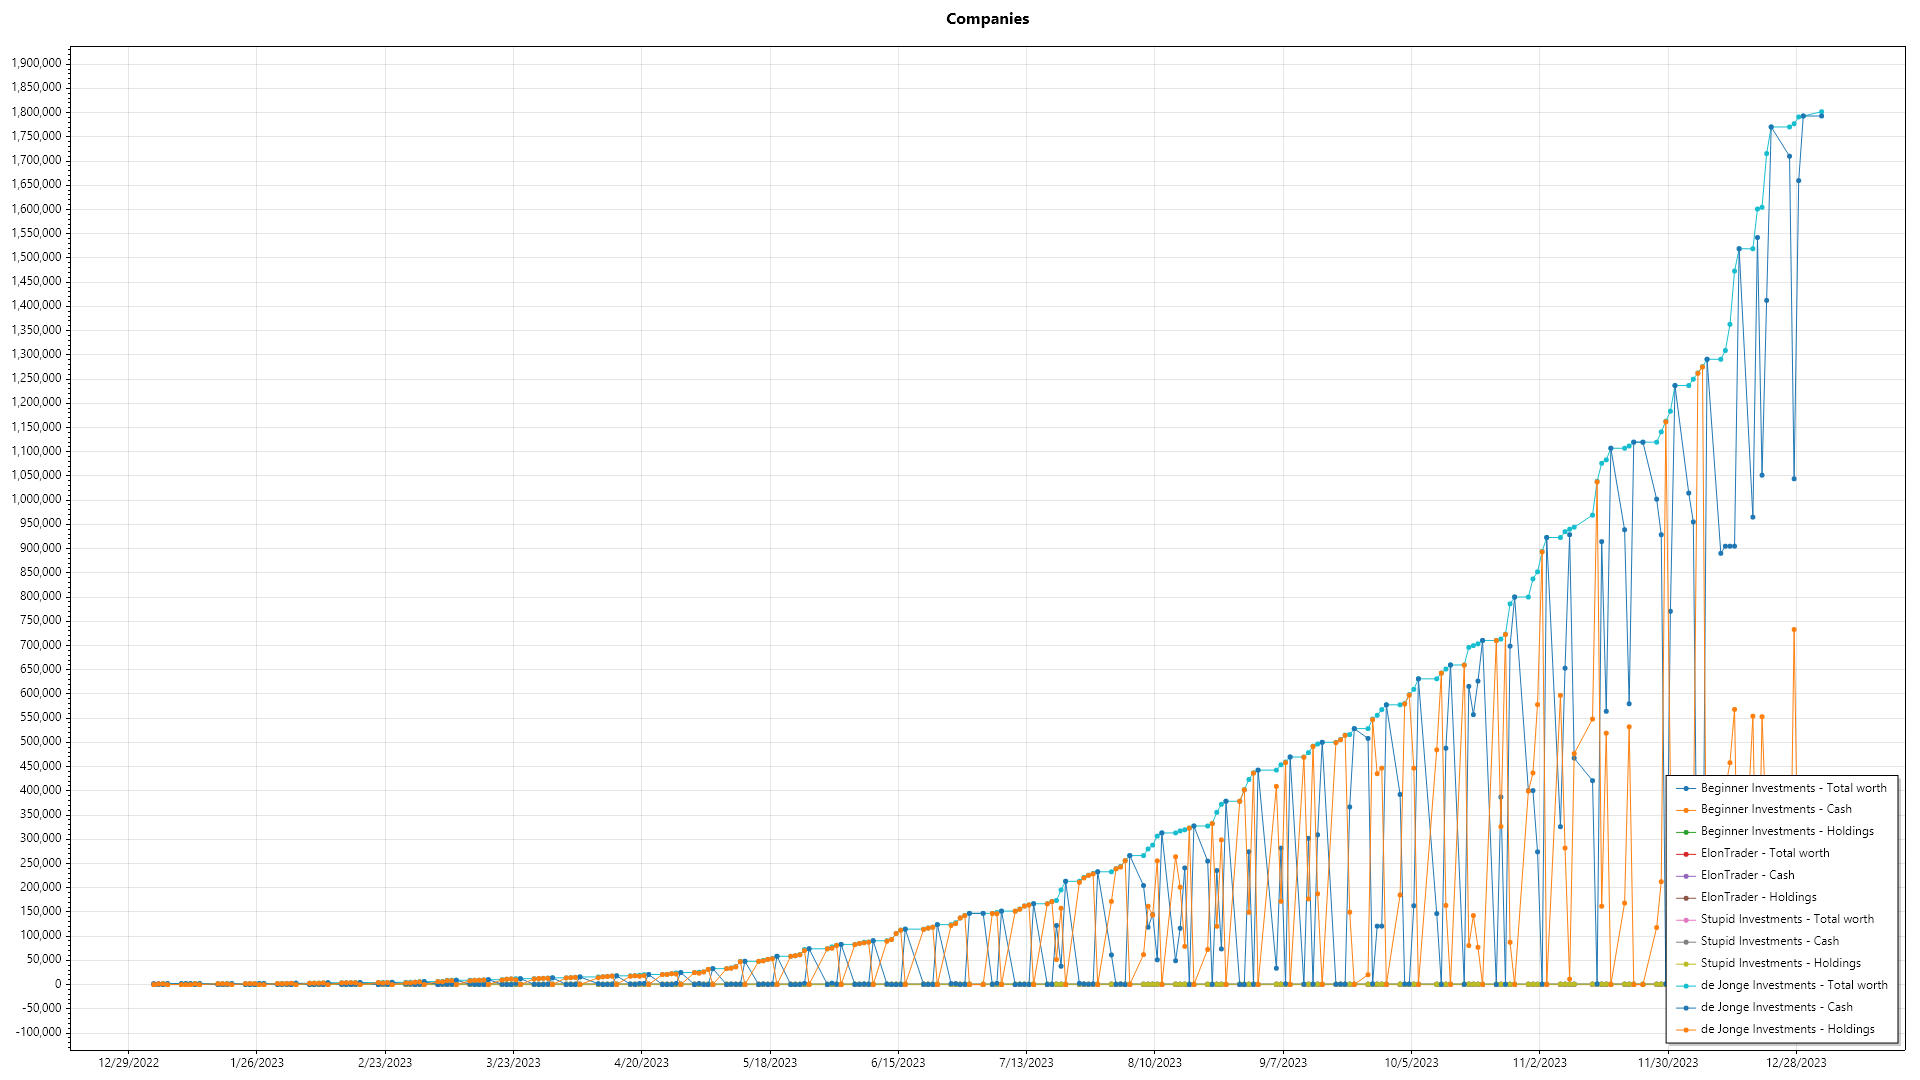 Companies
1,900,000
1,850,000
1,800,000
1,750,000
1,700,000
1,650,000
1,600,000
1,550,000
1,500,000
1,450,000
1,400,000
1,350,000
1,300,000
1,250,000
1,200,000
1,150,000
1,100,000
1,050,000
1,000,000
950,000
900,000
850,000
800,000
750,000
700,000
650,000
600,000
550,000
500,000
450,000
400,000
350,000
300,000
250,000
200,000
150,000
100,000
50,000
0
-50,000
-100,000
Beginner Investments - Total worth
Beginner Investments - Cash
Beginner Investments - Holdings
ElonTrader - Total worth
ElonTrader - Cash
ElonTrader - Holdings
Stupid Investments - Total worth
Stupid Investments - Cash
Stupid Investments - Holdings
de Jonge Investments - Total worth
de Jonge Investments - Cash
de Jonge Investments - Holdings
12/29/2022 1/26/2023 2/23/2023 3/23/2023 4/20/2023 5/18/2023 6/15/2023 7/13/2023 8/10/2023 9/7/2023 10/5/2023 11/2/2023 11/30/2023 12/28/2023